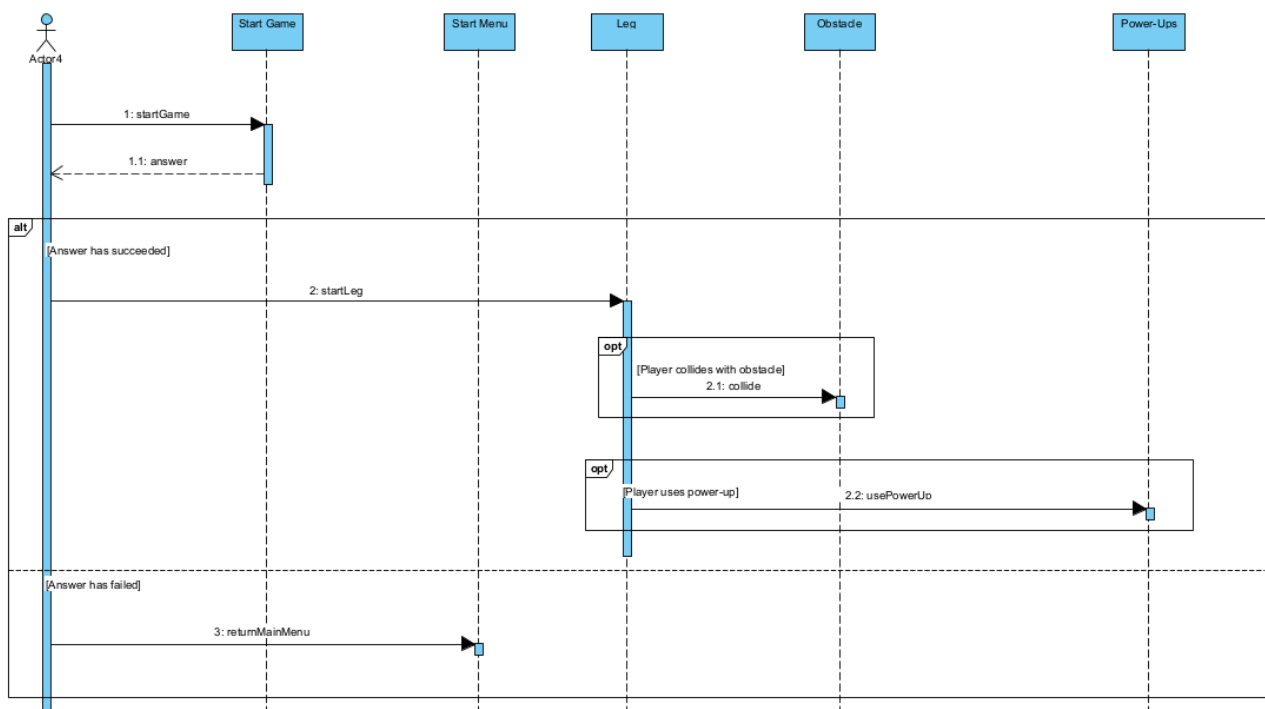 Start Game
Start Menu
Leg
Obstacle
Power-Ups
Actor4
1: startGame
1.1: answer
alt
[Answer has succeeded]
2: startLeg
opt
[Player collides with obstacle]
2.1: collide
opt
[Player uses power-up]
2.2: usePowerUp
[Answer has failed]
3: returnMainMenu